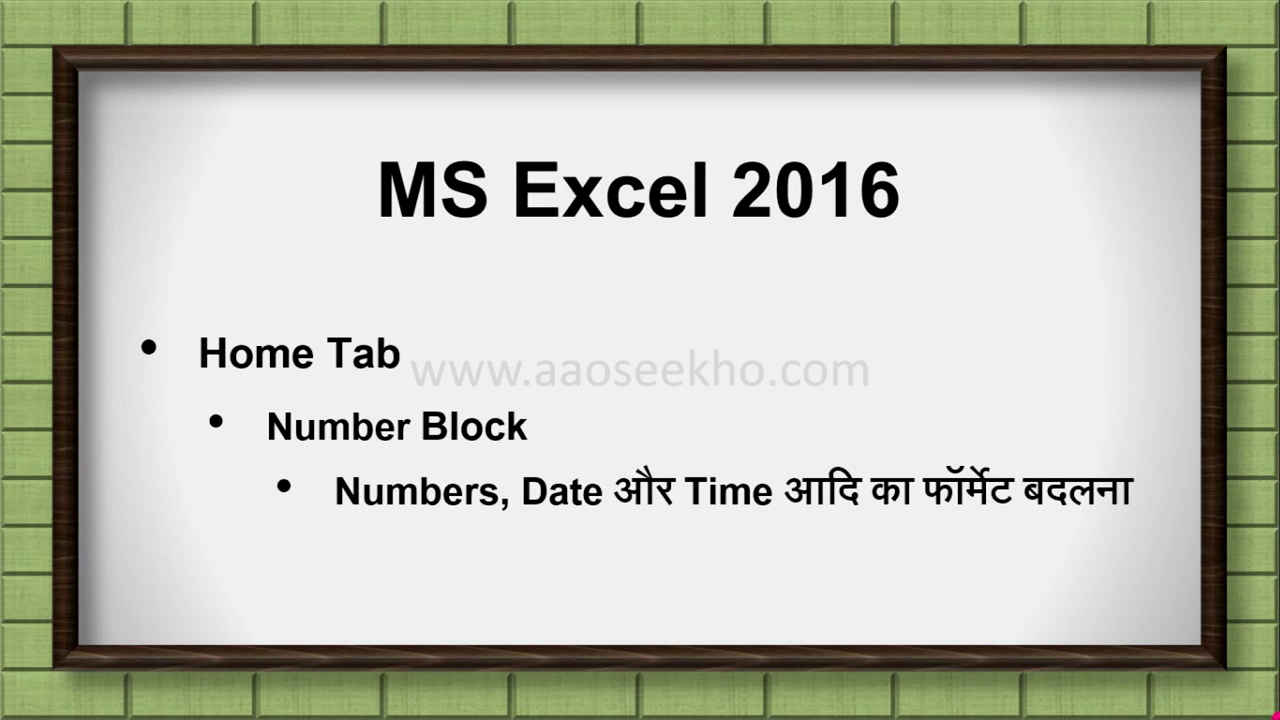 MS Excel 2016
• Home Tab
www.aaoseekho.com
• Number Block
• Numbers, Date और Time आदि का फॉर्मेट बदलना